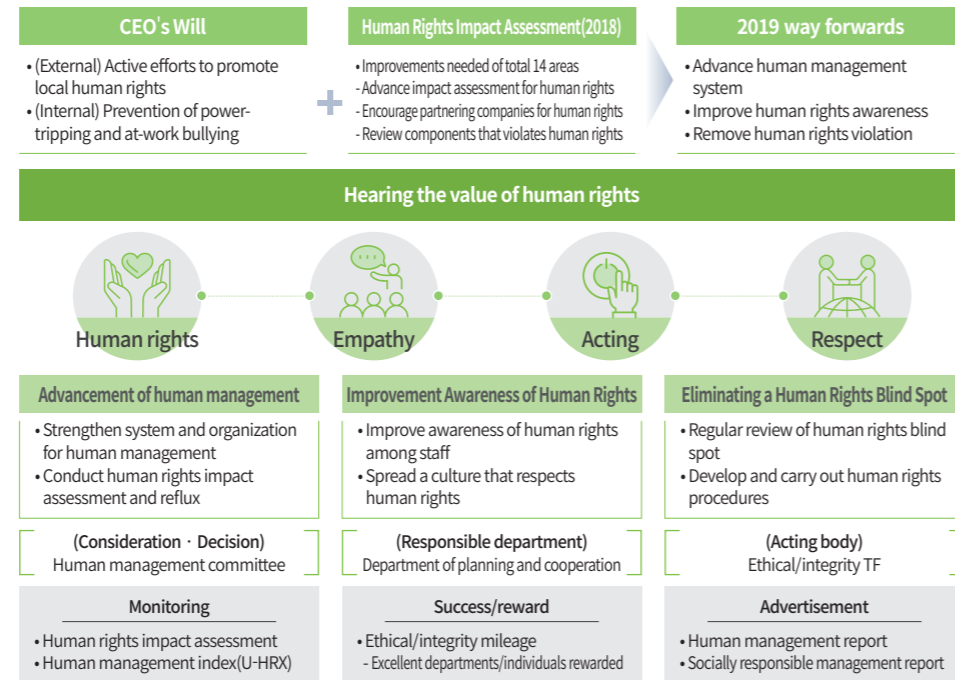 CEO's Will
• (External) Active efforts to promote
local human rights
• (Internal) Prevention of power-
tripping and at-work bullying
+
Human Rights Impact Assessment(2018)
• Improvements needed of total 14 areas
- Advance impact assessment for human rights
- Encourage partnering companies for human rights
- Review components that violates human rights
2019 way forwards
• Advance human management
system
• Improve human rights awareness
• Remove human rights violation
Hearing the value of human rights
Human rights
Empathy
Acting
Respect
Advancement of human management
• Strengthen system and organization
for human management
• Conduct human rights impact
assessment and reflux
(Consideration · Decision)
Human management committee
Monitoring
• Human rights impact assessment
• Human management index(U-HRX)
Improvement Awareness of Human Rights
• Improve awareness of human rights
among staff
• Spread a culture that respects
human rights
(Responsible department)
Department of planning and cooperation
Success/reward
• Ethical/integrity mileage
- Excellent departments/individuals rewarded
Eliminating a Human Rights Blind Spot
• Regular review of human rights blind
spot
• Develop and carry out human rights
procedures
(Acting body)
Ethical/integrity TF
Advertisement
• Human management report
• Socially responsible management report